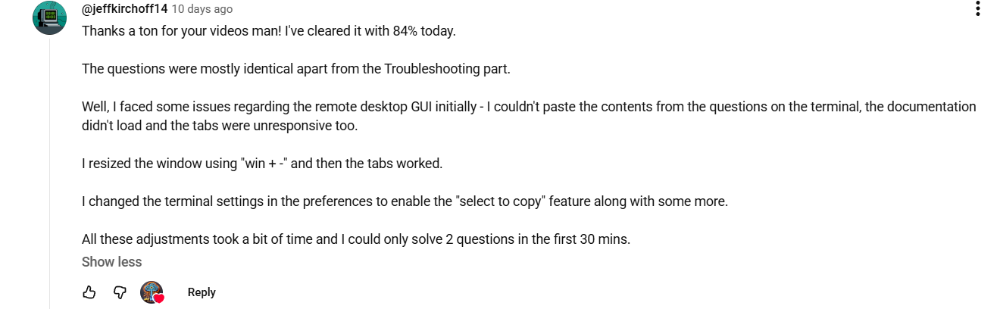 @jeffkirchoff14 10 days ago
Thanks a ton for your videos man! I've cleared it with 84% today.
The questions were mostly identical apart from the Troubleshooting part.
Well, I faced some issues regarding the remote desktop GUI initially - I couldn't paste the contents from the questions on the terminal, the documentation
didn't load and the tabs were unresponsive too.
I resized the window using "win + -" and then the tabs worked.
I changed the terminal settings in the preferences to enable the "select to copy" feature along with some more.
All these adjustments took a bit of time and I could only solve 2 questions in the first 30 mins.
Show less
Reply